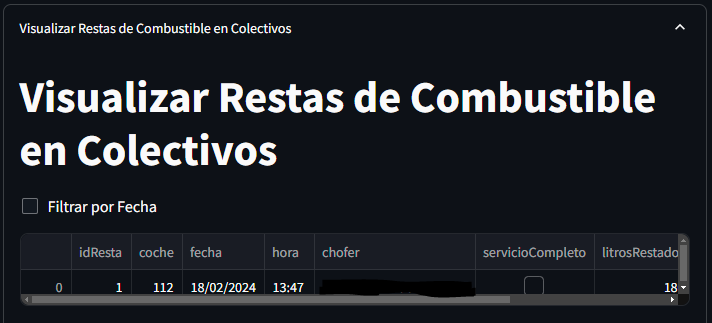 Visualizar Restas de Combustible en Colectivos
Visualizar Restas de Combustible
en Colectivos
Filtrar por Fecha
idResta coche fecha hora chofer servicioCompleto litrosRestado
0 1 112 18/02/2024 13:47 18